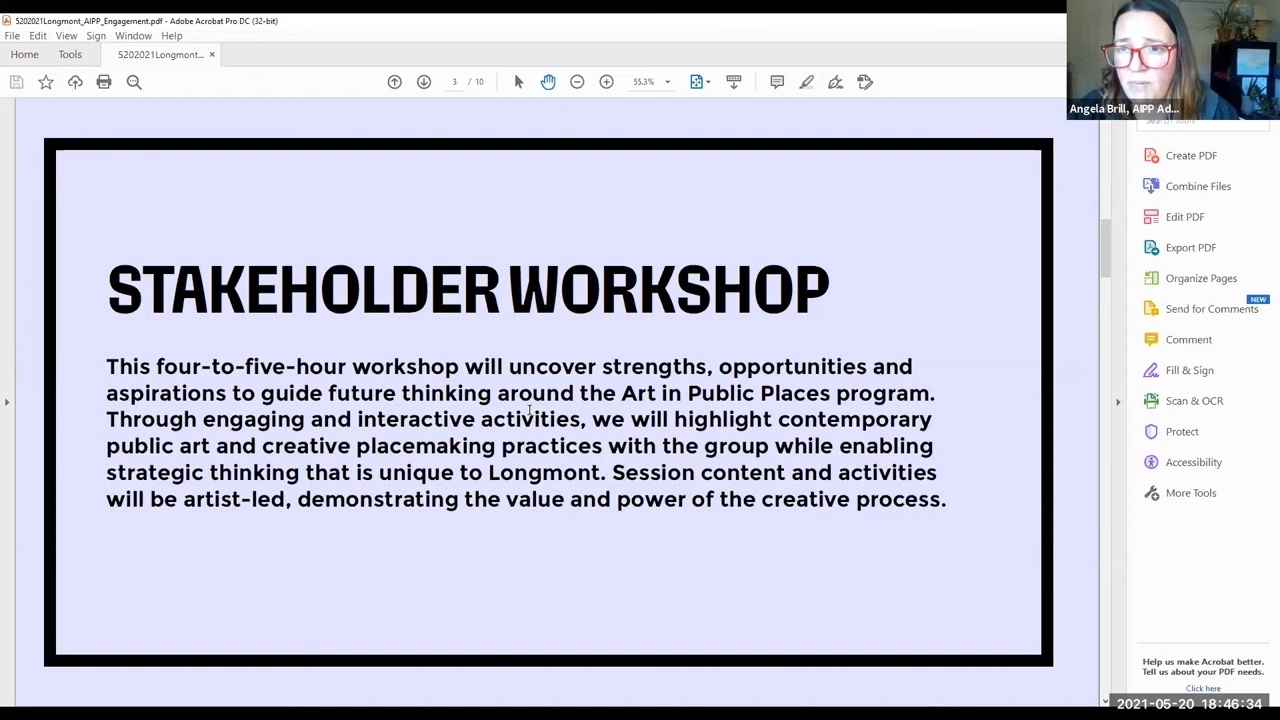 5202021Longmont_AIPP_Engagement.pdf - Adobe Acrobat Pro DC (32-bit)
File Edit View Sign Window Help
Home Tools 5202021Longmont... ×
3 / 10 55.3%
Angela Brill, AIPP Ad...
Search tools
Create PDF
Combine Files
Edit PDF
Export PDF
Organize Pages
NEW
Send for Comments
Comment
Fill & Sign
Scan & OCR
Protect
Accessibility
More Tools
STAKEHOLDER WORKSHOP
This four-to-five-hour workshop will uncover strengths, opportunities and
aspirations to guide future thinking around the Art in Public Places program.
Through engaging and interactive activities, we will highlight contemporary
public art and creative placemaking practices with the group while enabling
strategic thinking that is unique to Longmont. Session content and activities
will be artist-led, demonstrating the value and power of the creative process.
Help us make Acrobat better.
Tell us about your PDF needs.
Click here
2021-05-20 18:46:34